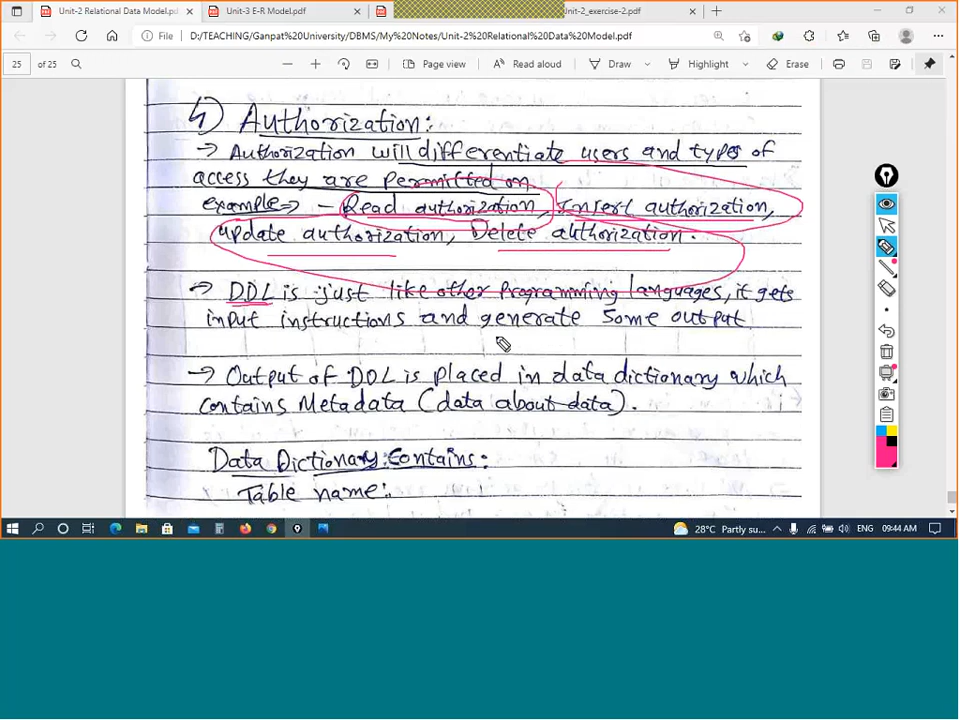 Unit-2 Relational Data Model.pd
Unit-3 E-R Model.pdf
Unit-2_exercise-2.pdf
File
D:/TEACHING/Ganpat%20University/DBMS/My%20Notes/Unit-2%20Relational%20Data%20Model.pdf
25 of 25
Page view
Read aloud
Draw
Highlight
Erase
4) Authorization:
→ Authorization will differentiate users and types of
access they are permitted on
example⇒ - Read authorization, Insert authorization,
update authorization, Delete authorization.
→ DDL is just like other Programming languages, it gets
input instructions and generate some output
→ Output of DDL is placed in data dictionary which
contains Metadata (data about data).
Data Dictionary Contains:
Table name:
28°C Partly su...
ENG
09:44 AM